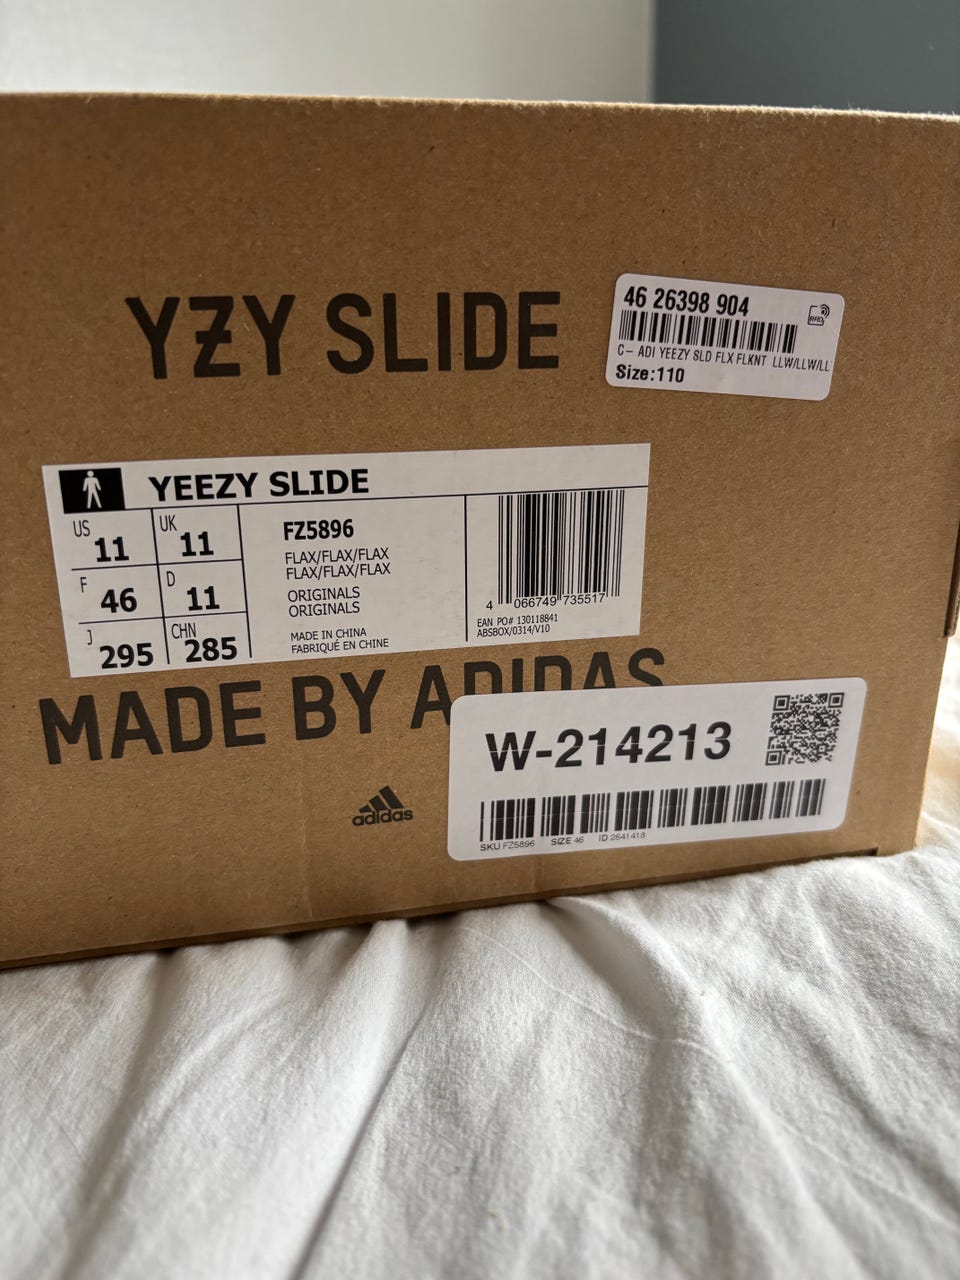 YZY SLIDE
46 26398 904
RFID
C- ADI YEEZY SLD FLX FLKNT LLW/LLW/LL
Size:110
YEEZY SLIDE
US 11
UK 11
F 46
D 11
J 295
CHN 285
FZ5896
FLAX/FLAX/FLAX
FLAX/FLAX/FLAX
ORIGINALS
ORIGINALS
MADE IN CHINA
FABRIQUÉ EN CHINE
4 066749 735517
EAN PO# 130118841
ABSBOX/0314/V10
MADE BY ADIDAS
adidas
W-214213
SKU FZ5896 SIZE 46 ID 2641418